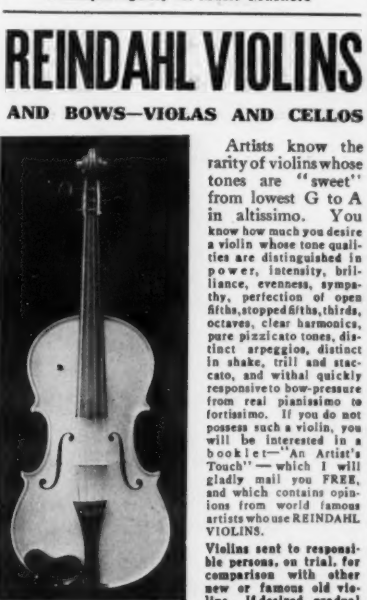 REINDAHL VIOLINS
AND BOWS—VIOLAS AND CELLOS
Artists know the
rarity of violins whose
tones are "sweet"
from lowest G to A
in altissimo. You
know how much you desire
a violin whose tone quali-
ties are distinguished in
power, intensity, bril-
liance, evenness, sympa-
thy, perfection of open
fifths, stopped fifths, thirds,
octaves, clear harmonics,
pure pizzicato tones, dis-
tinct arpeggios, distinct
in shake, trill and stac-
cato, and withal quickly
responsive to bow-pressure
from real pianissimo to
fortissimo. If you do not
possess such a violin, you
will be interested in a
booklet—"An Artist's
Touch"—which I will
gladly mail you FREE,
and which contains opin-
ions from world famous
artists who use REINDAHL
VIOLINS.
Violins sent to responsi-
ble persons, on trial, for
comparison with other
new or famous old vio-